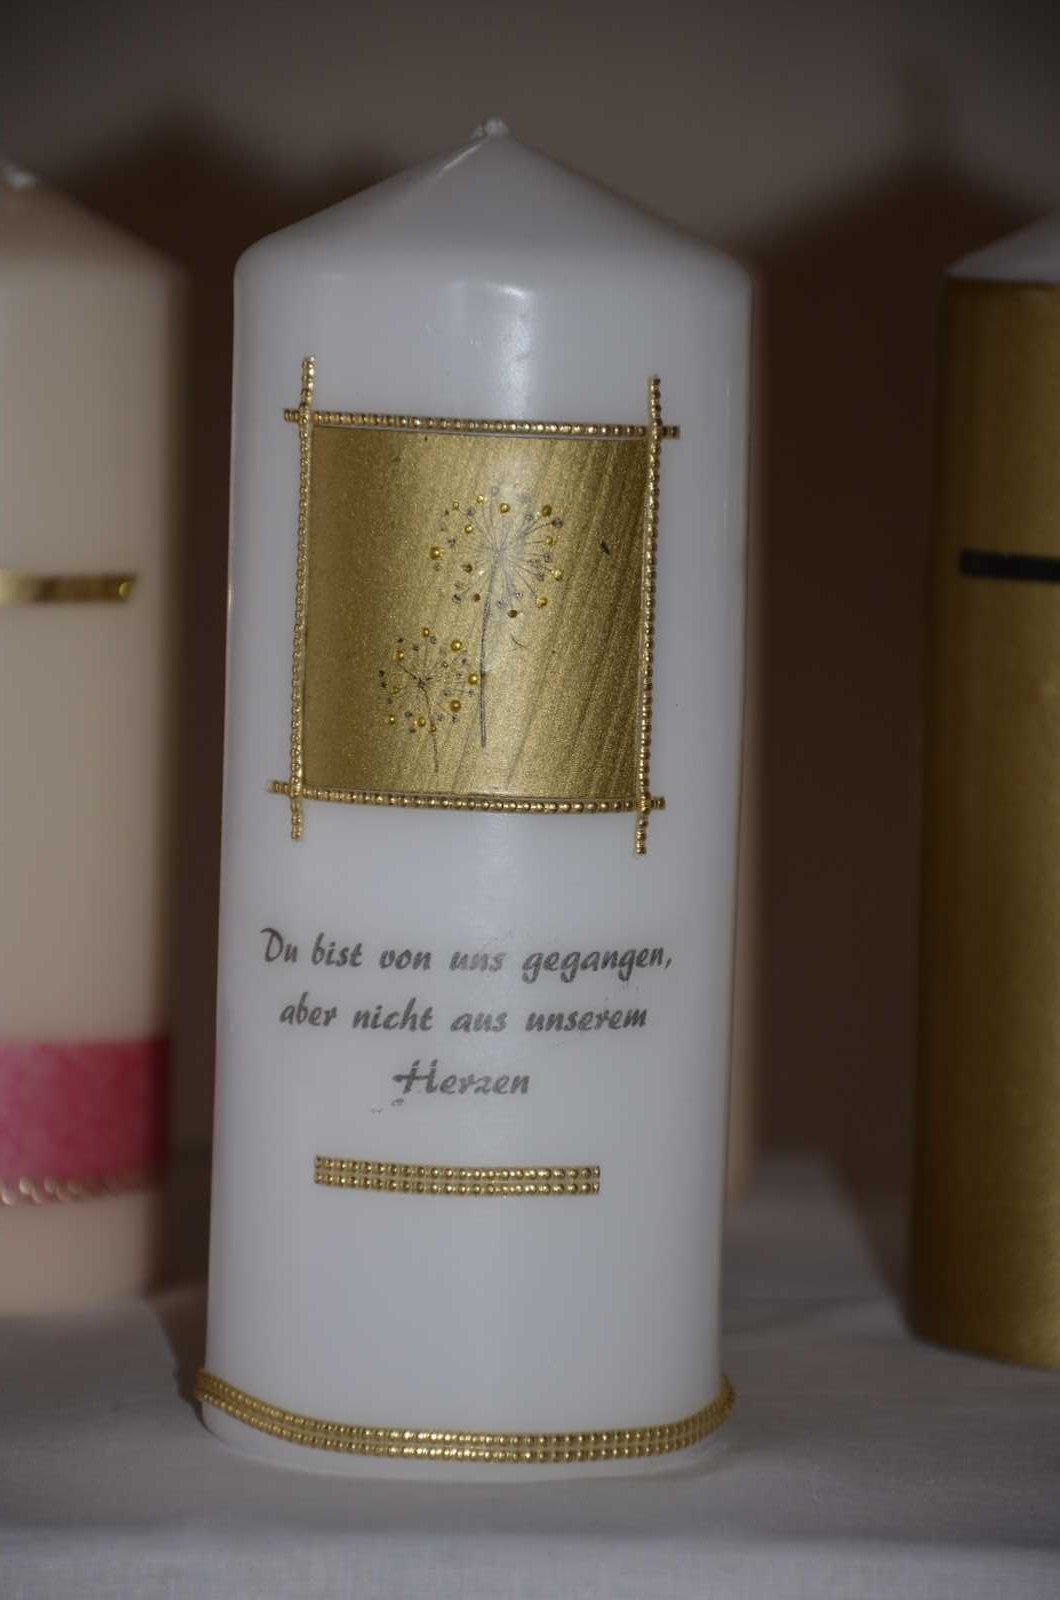 Du bist von uns gegangen,
aber nicht aus unserem
Herzen